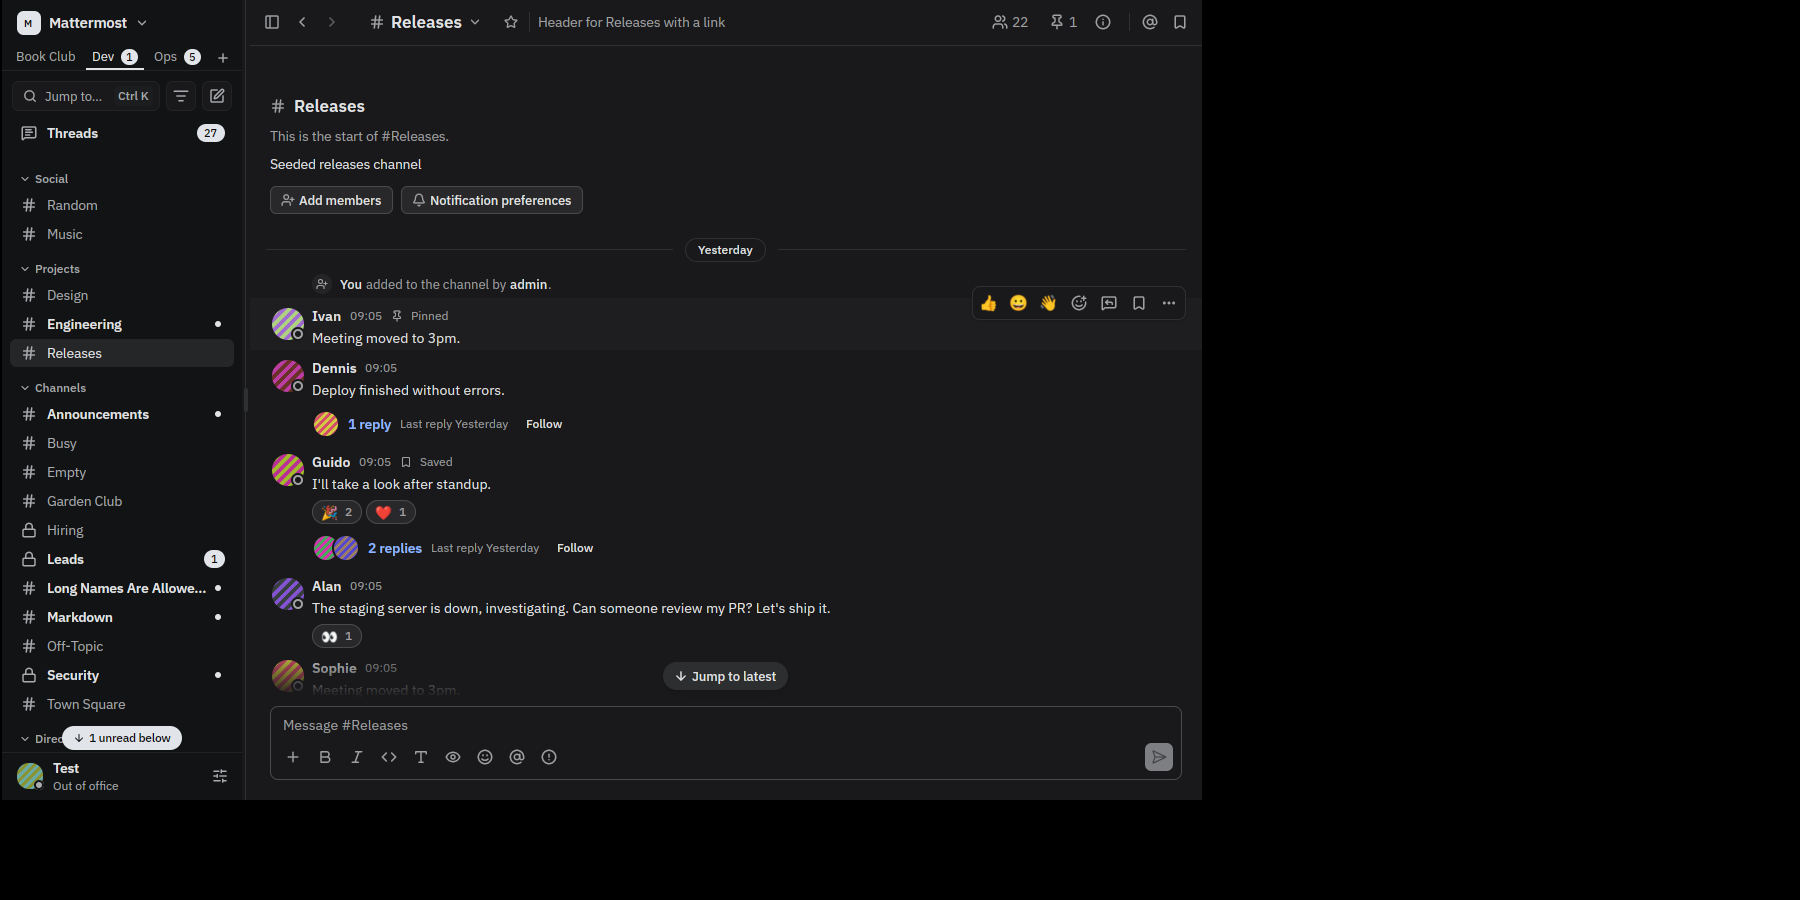 M Mattermost
Book Club Dev 1 Ops 5
Jump to... Ctrl K
Threads 27
Social
Random
Music
Projects
Design
Engineering
Releases
Channels
Announcements
Busy
Empty
Garden Club
Hiring
Leads 1
Long Names Are Allowe...
Markdown
Off-Topic
Security
Town Square
Direc
1 unread below
Test
Out of office
Releases Header for Releases with a link 22 1
Releases
This is the start of #Releases.
Seeded releases channel
Add members Notification preferences
Yesterday
You added to the channel by admin.
Ivan 09:05 Pinned
Meeting moved to 3pm.
Dennis 09:05
Deploy finished without errors.
1 reply Last reply Yesterday Follow
Guido 09:05 Saved
I'll take a look after standup.
2 1
2 replies Last reply Yesterday Follow
Alan 09:05
The staging server is down, investigating. Can someone review my PR? Let's ship it.
1
Sophie 09:05
Meeting moved to 3pm.
Jump to latest
Message #Releases